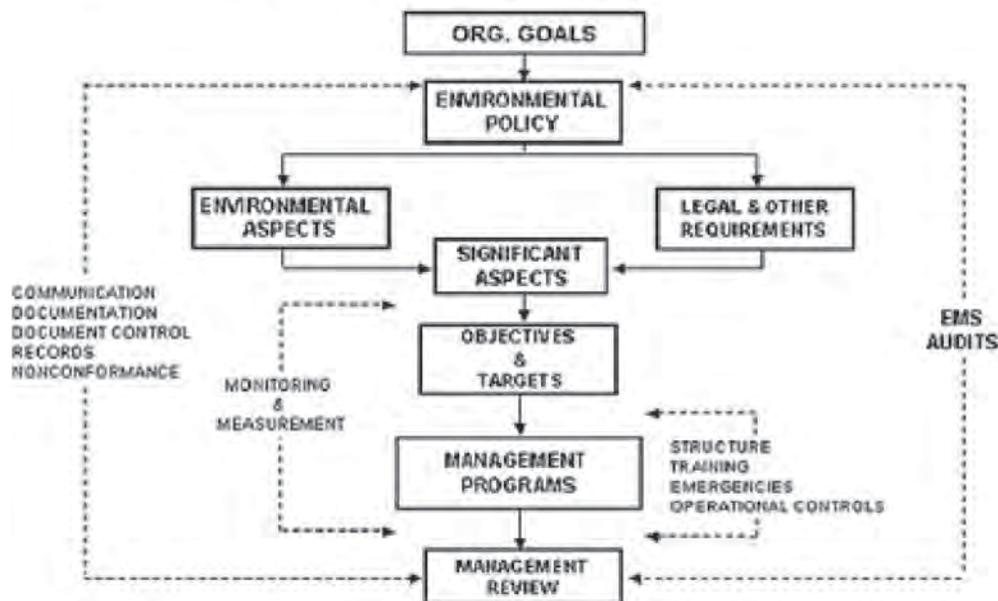 ORG. GOALS
ENVIRONMENTAL
POLICY
ENVIRONMENTAL
ASPECTS
LEGAL & OTHER
REQUIREMENTS
SIGNIFICANT
ASPECTS
COMMUNICATION
DOCUMENTATION
DOCUMENT CONTROL
RECORDS
NONCONFORMANCE
EMS
AUDITS
OBJECTIVES
&
TARGETS
MONITORING
&
MEASUREMENT
MANAGEMENT
PROGRAMS
STRUCTURE
TRAINING
EMERGENCIES
OPERATIONAL CONTROLS
MANAGEMENT
REVIEW